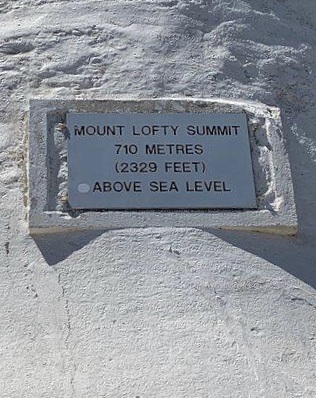 MOUNT LOFTY SUMMIT
710 METRES
(2329 FEET)
ABOVE SEA LEVEL